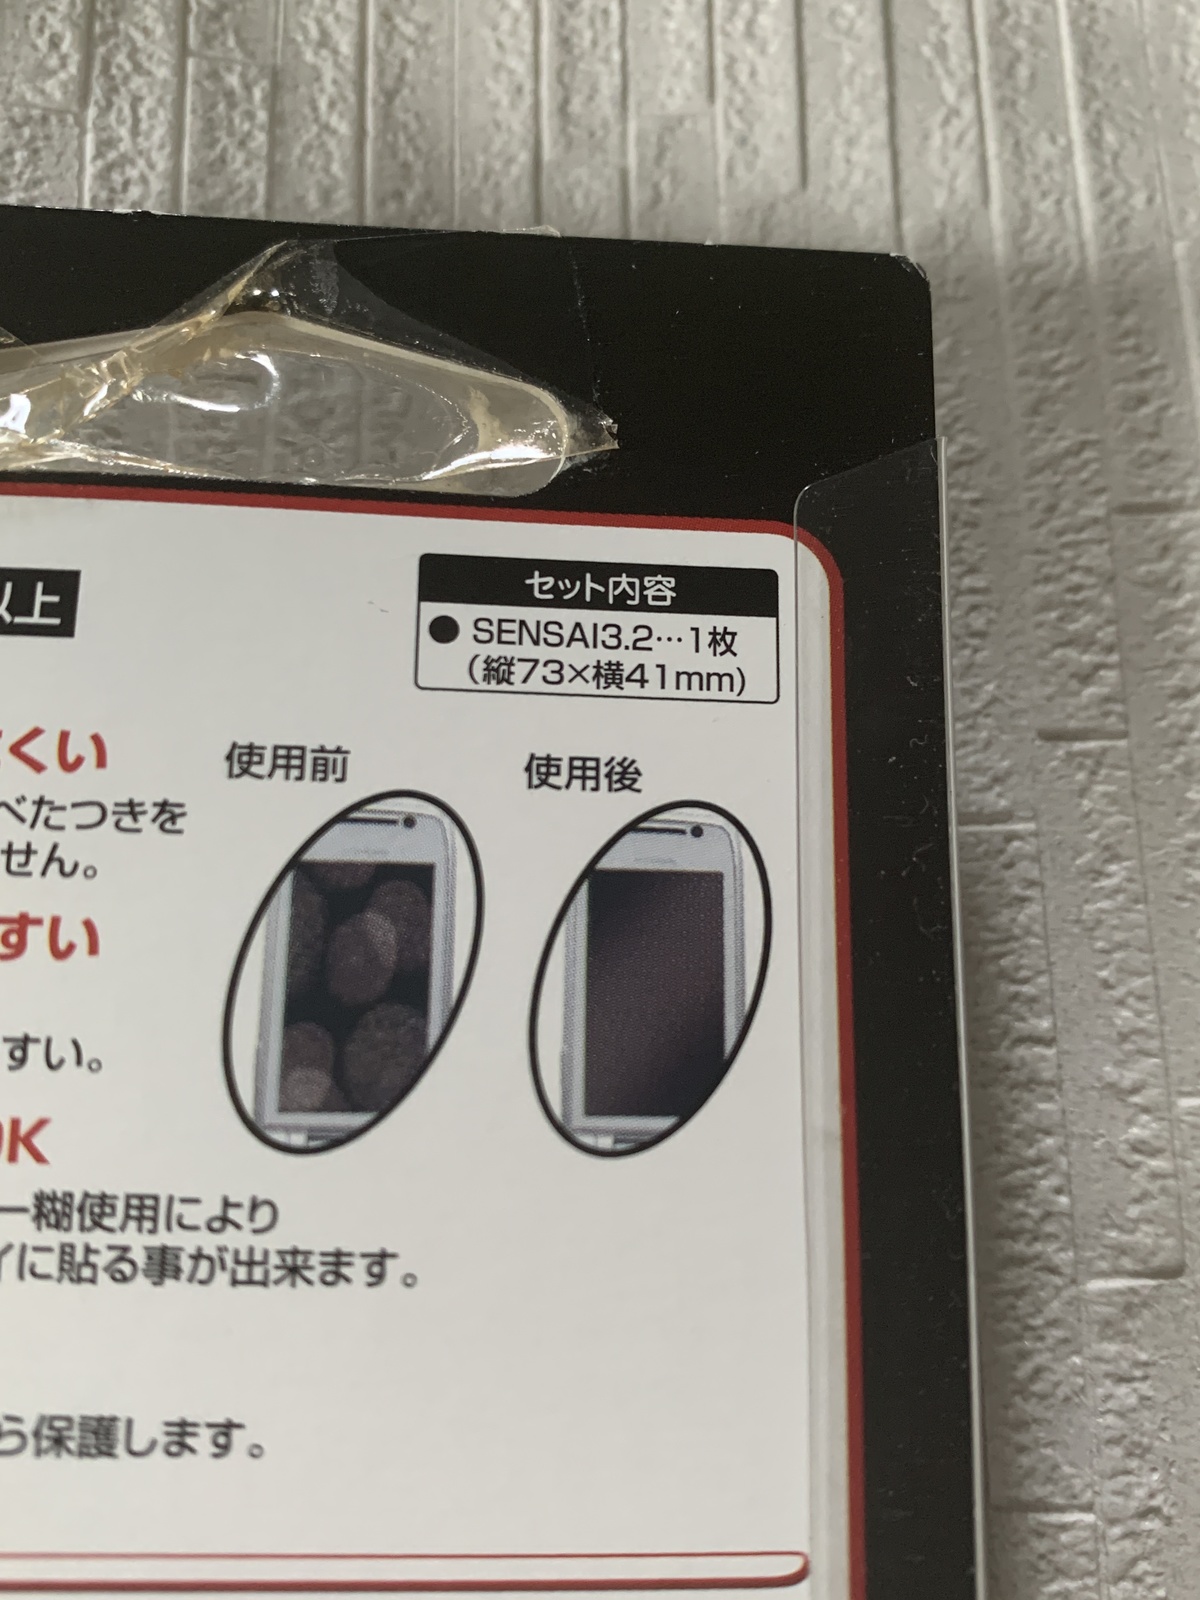 以上
セット内容
● SENSAI3.2…1枚
（縦73×横41mm）
くい
使用前
使用後
べたつきを
せん。
すい
すい。
OK
一糊使用により
イに貼る事が出来ます。
ら保護します。